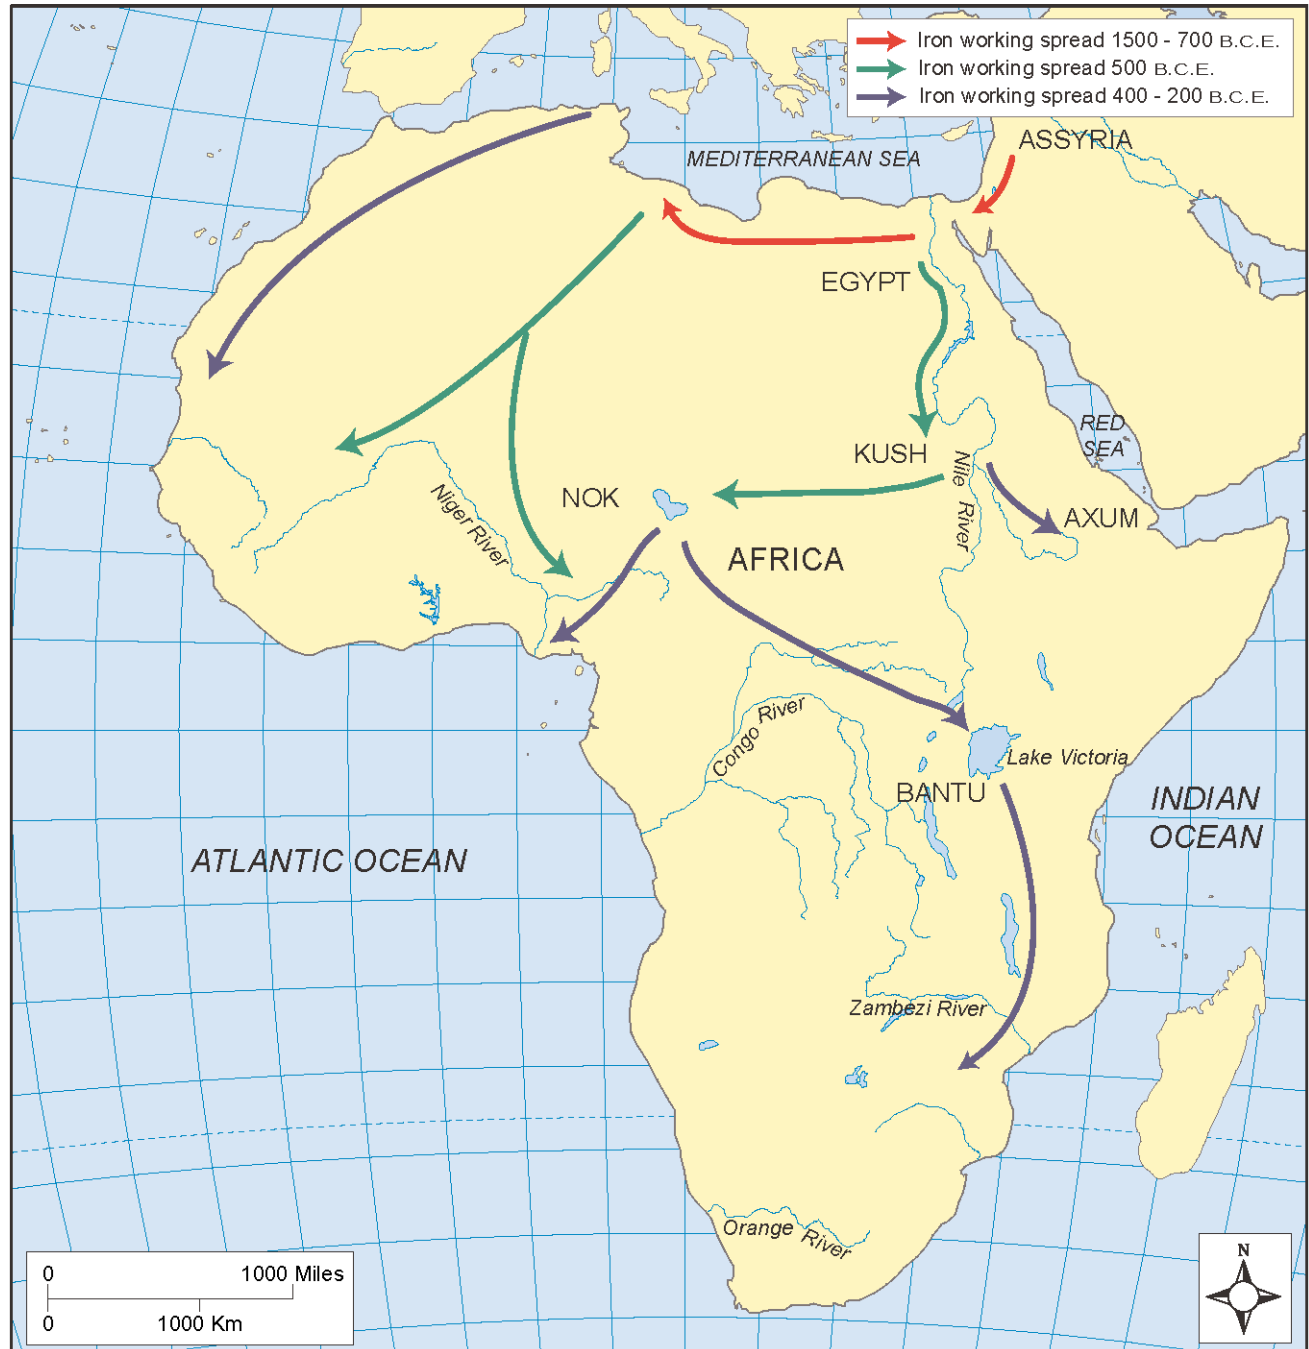 Iron working spread 1500 - 700 B.C.E.
Iron working spread 500 B.C.E.
Iron working spread 400 - 200 B.C.E.
ASSYRIA
MEDITERRANEAN SEA
EGYPT
RED
SEA
KUSH
Nile River
NOK
Niger River
AXUM
AFRICA
Congo River
Lake Victoria
BANTU
INDIAN
OCEAN
ATLANTIC OCEAN
Zambezi River
Orange River
N
0 1000 Miles
0 1000 Km